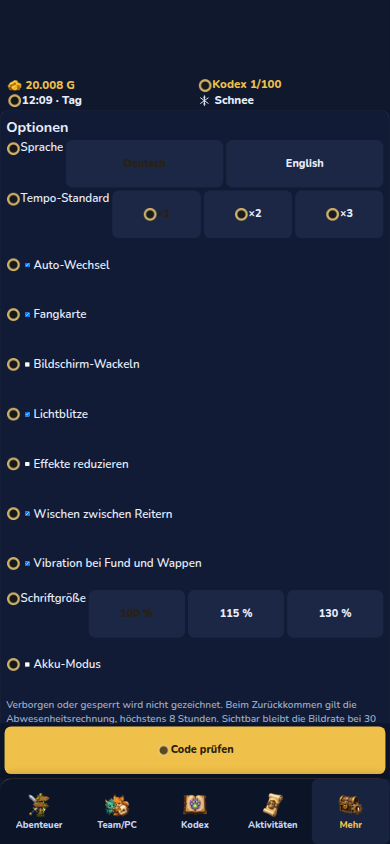 20.008 G
Kodex 1/100
12:09 · Tag
Schnee
Optionen
Sprache
Deutsch
English
Tempo-Standard
×2
×3
Auto-Wechsel
Fangkarte
Bildschirm-Wackeln
Lichtblitze
Effekte reduzieren
Wischen zwischen Reitern
Vibration bei Fund und Wappen
Schriftgröße
100 %
115 %
130 %
Akku-Modus
Verborgen oder gesperrt wird nicht gezeichnet. Beim Zurückkommen gilt die
Abwesenheitsrechnung, höchstens 8 Stunden. Sichtbar bleibt die Bildrate bei 30
Code prüfen
Abenteuer
Team/PC
Kodex
Aktivitäten
Mehr